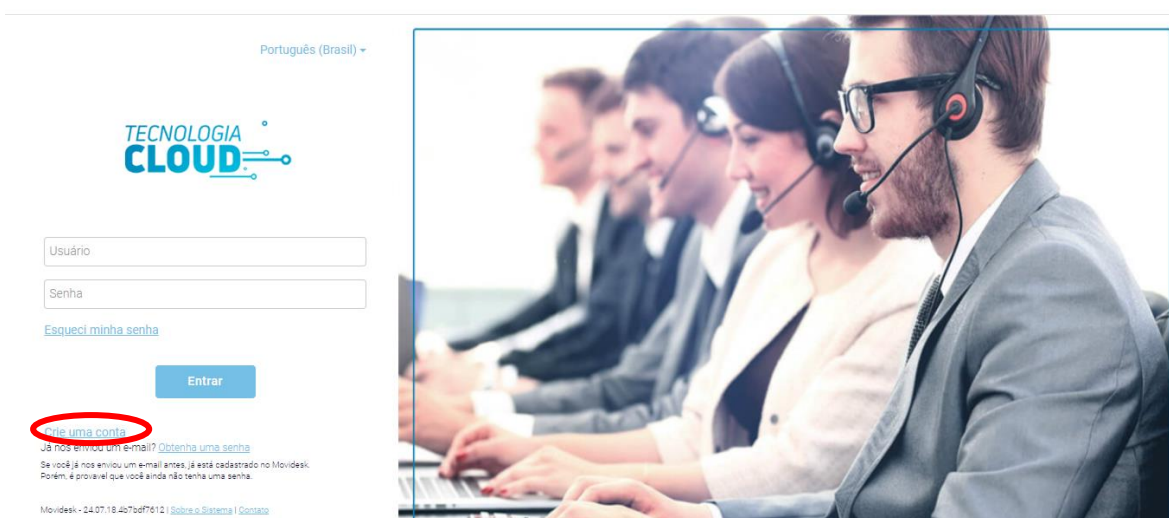 Português (Brasil)
TECNOLOGIA
CLOUD
Usuário
Senha
Esqueci minha senha
Entrar
Crie uma conta
Já nos enviou um e-mail? Obtenha uma senha
Se você já nos enviou um e-mail antes, já está cadastrado no Movidesk.
Porém, é provavel que você ainda não tenha uma senha.
Movidesk - 24.07.18.4b7bdf7612 | Sobre o Sistema | Contato